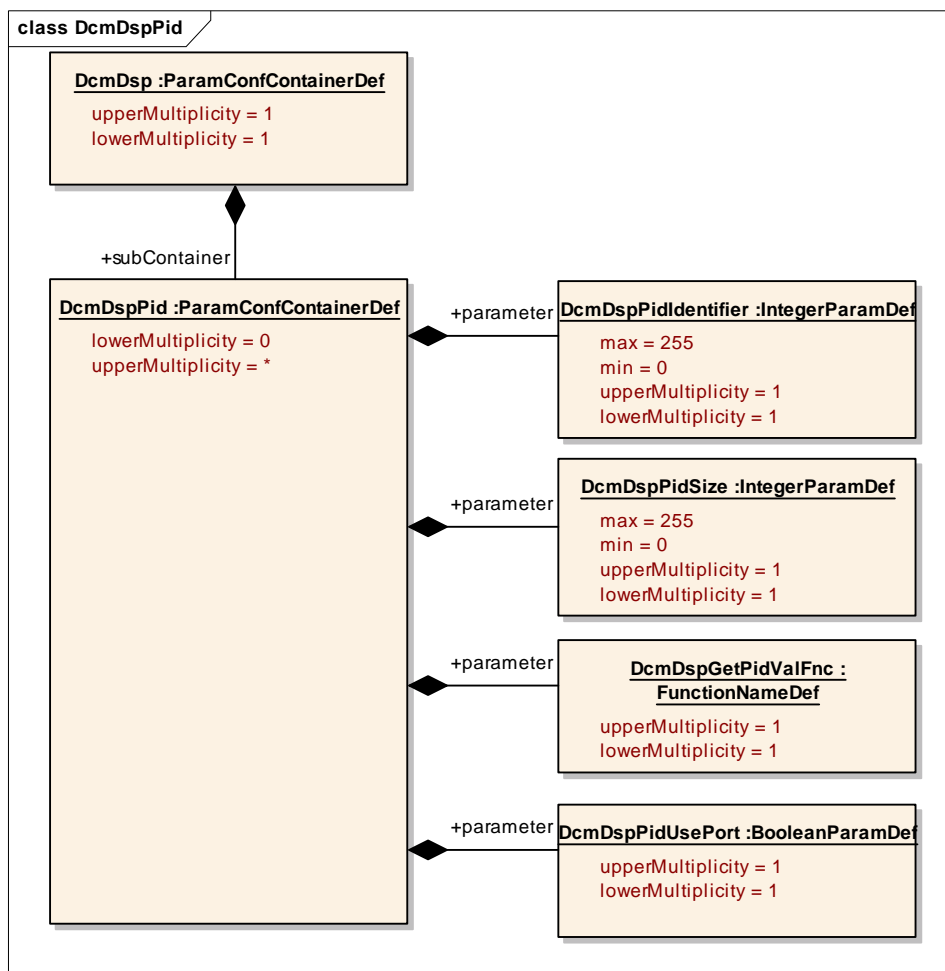 class DcmDspPid
DcmDsp :ParamConfContainerDef
upperMultiplicity = 1
lowerMultiplicity = 1
+subContainer
DcmDspPid :ParamConfContainerDef
lowerMultiplicity = 0
upperMultiplicity = *
+parameter
DcmDspPidIdentifier :IntegerParamDef
max = 255
min = 0
upperMultiplicity = 1
lowerMultiplicity = 1
+parameter
DcmDspPidSize :IntegerParamDef
max = 255
min = 0
upperMultiplicity = 1
lowerMultiplicity = 1
+parameter
DcmDspGetPidValFnc :
FunctionNameDef
upperMultiplicity = 1
lowerMultiplicity = 1
+parameter
DcmDspPidUsePort :BooleanParamDef
upperMultiplicity = 1
lowerMultiplicity = 1